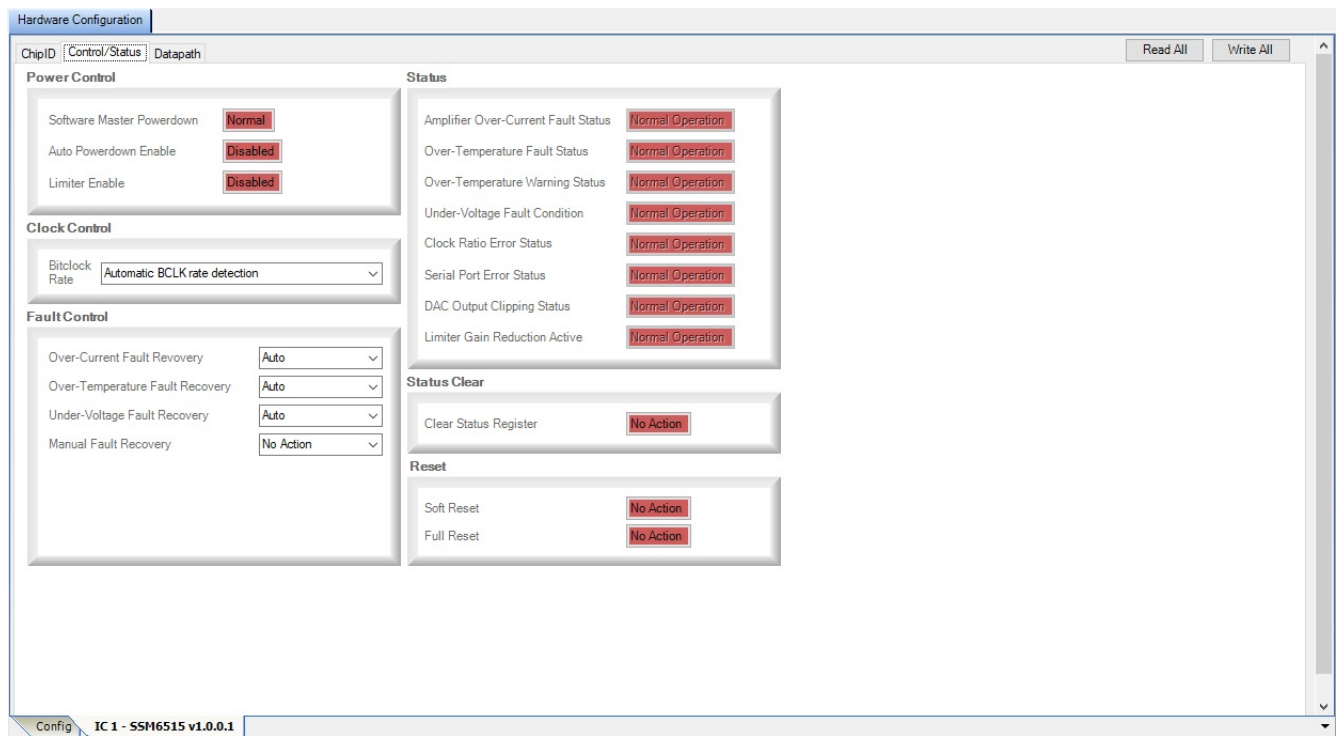 Hardware Configuration
ChipID Control/Status Datapath Read All Write All
Power Control
Software Master Powerdown Normal
Auto Powerdown Enable Disabled
Limiter Enable Disabled
Clock Control
Bitclock
Rate
Automatic BCLK rate detection
Fault Control
Over-Current Fault Revovery Auto
Over-Temperature Fault Recovery Auto
Under-Voltage Fault Recovery Auto
Manual Fault Recovery No Action
Status
Amplifier Over-Current Fault Status Normal Operation
Over-Temperature Fault Status Normal Operation
Over-Temperature Warning Status Normal Operation
Under-Voltage Fault Condition Normal Operation
Clock Ratio Error Status Normal Operation
Serial Port Error Status Normal Operation
DAC Output Clipping Status Normal Operation
Limiter Gain Reduction Active Normal Operation
Status Clear
Clear Status Register No Action
Reset
Soft Reset No Action
Full Reset No Action
Config IC 1 - SSM6515 v1.0.0.1